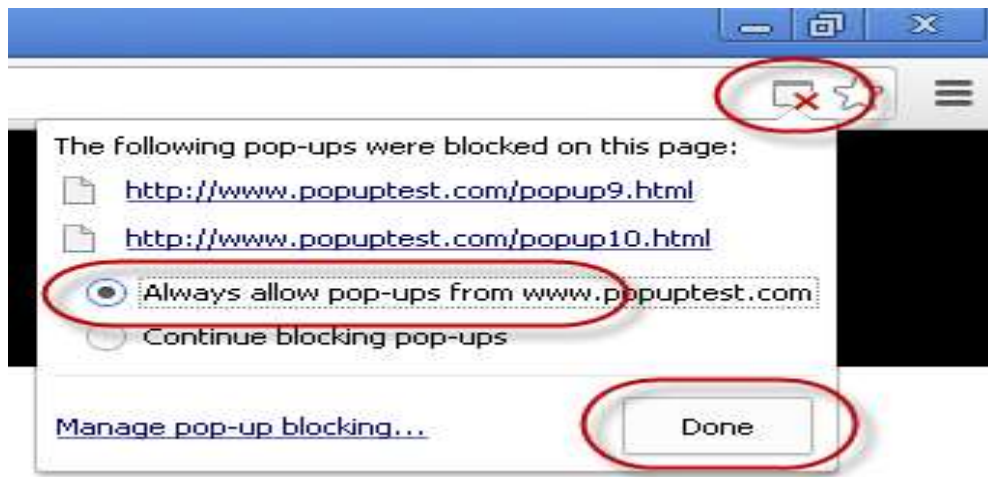 The following pop-ups were blocked on this page:
http://www.popuptest.com/popup9.html
http://www.popuptest.com/popup10.html
Always allow pop-ups from www.popuptest.com
Continue blocking pop-ups
Manage pop-up blocking...
Done